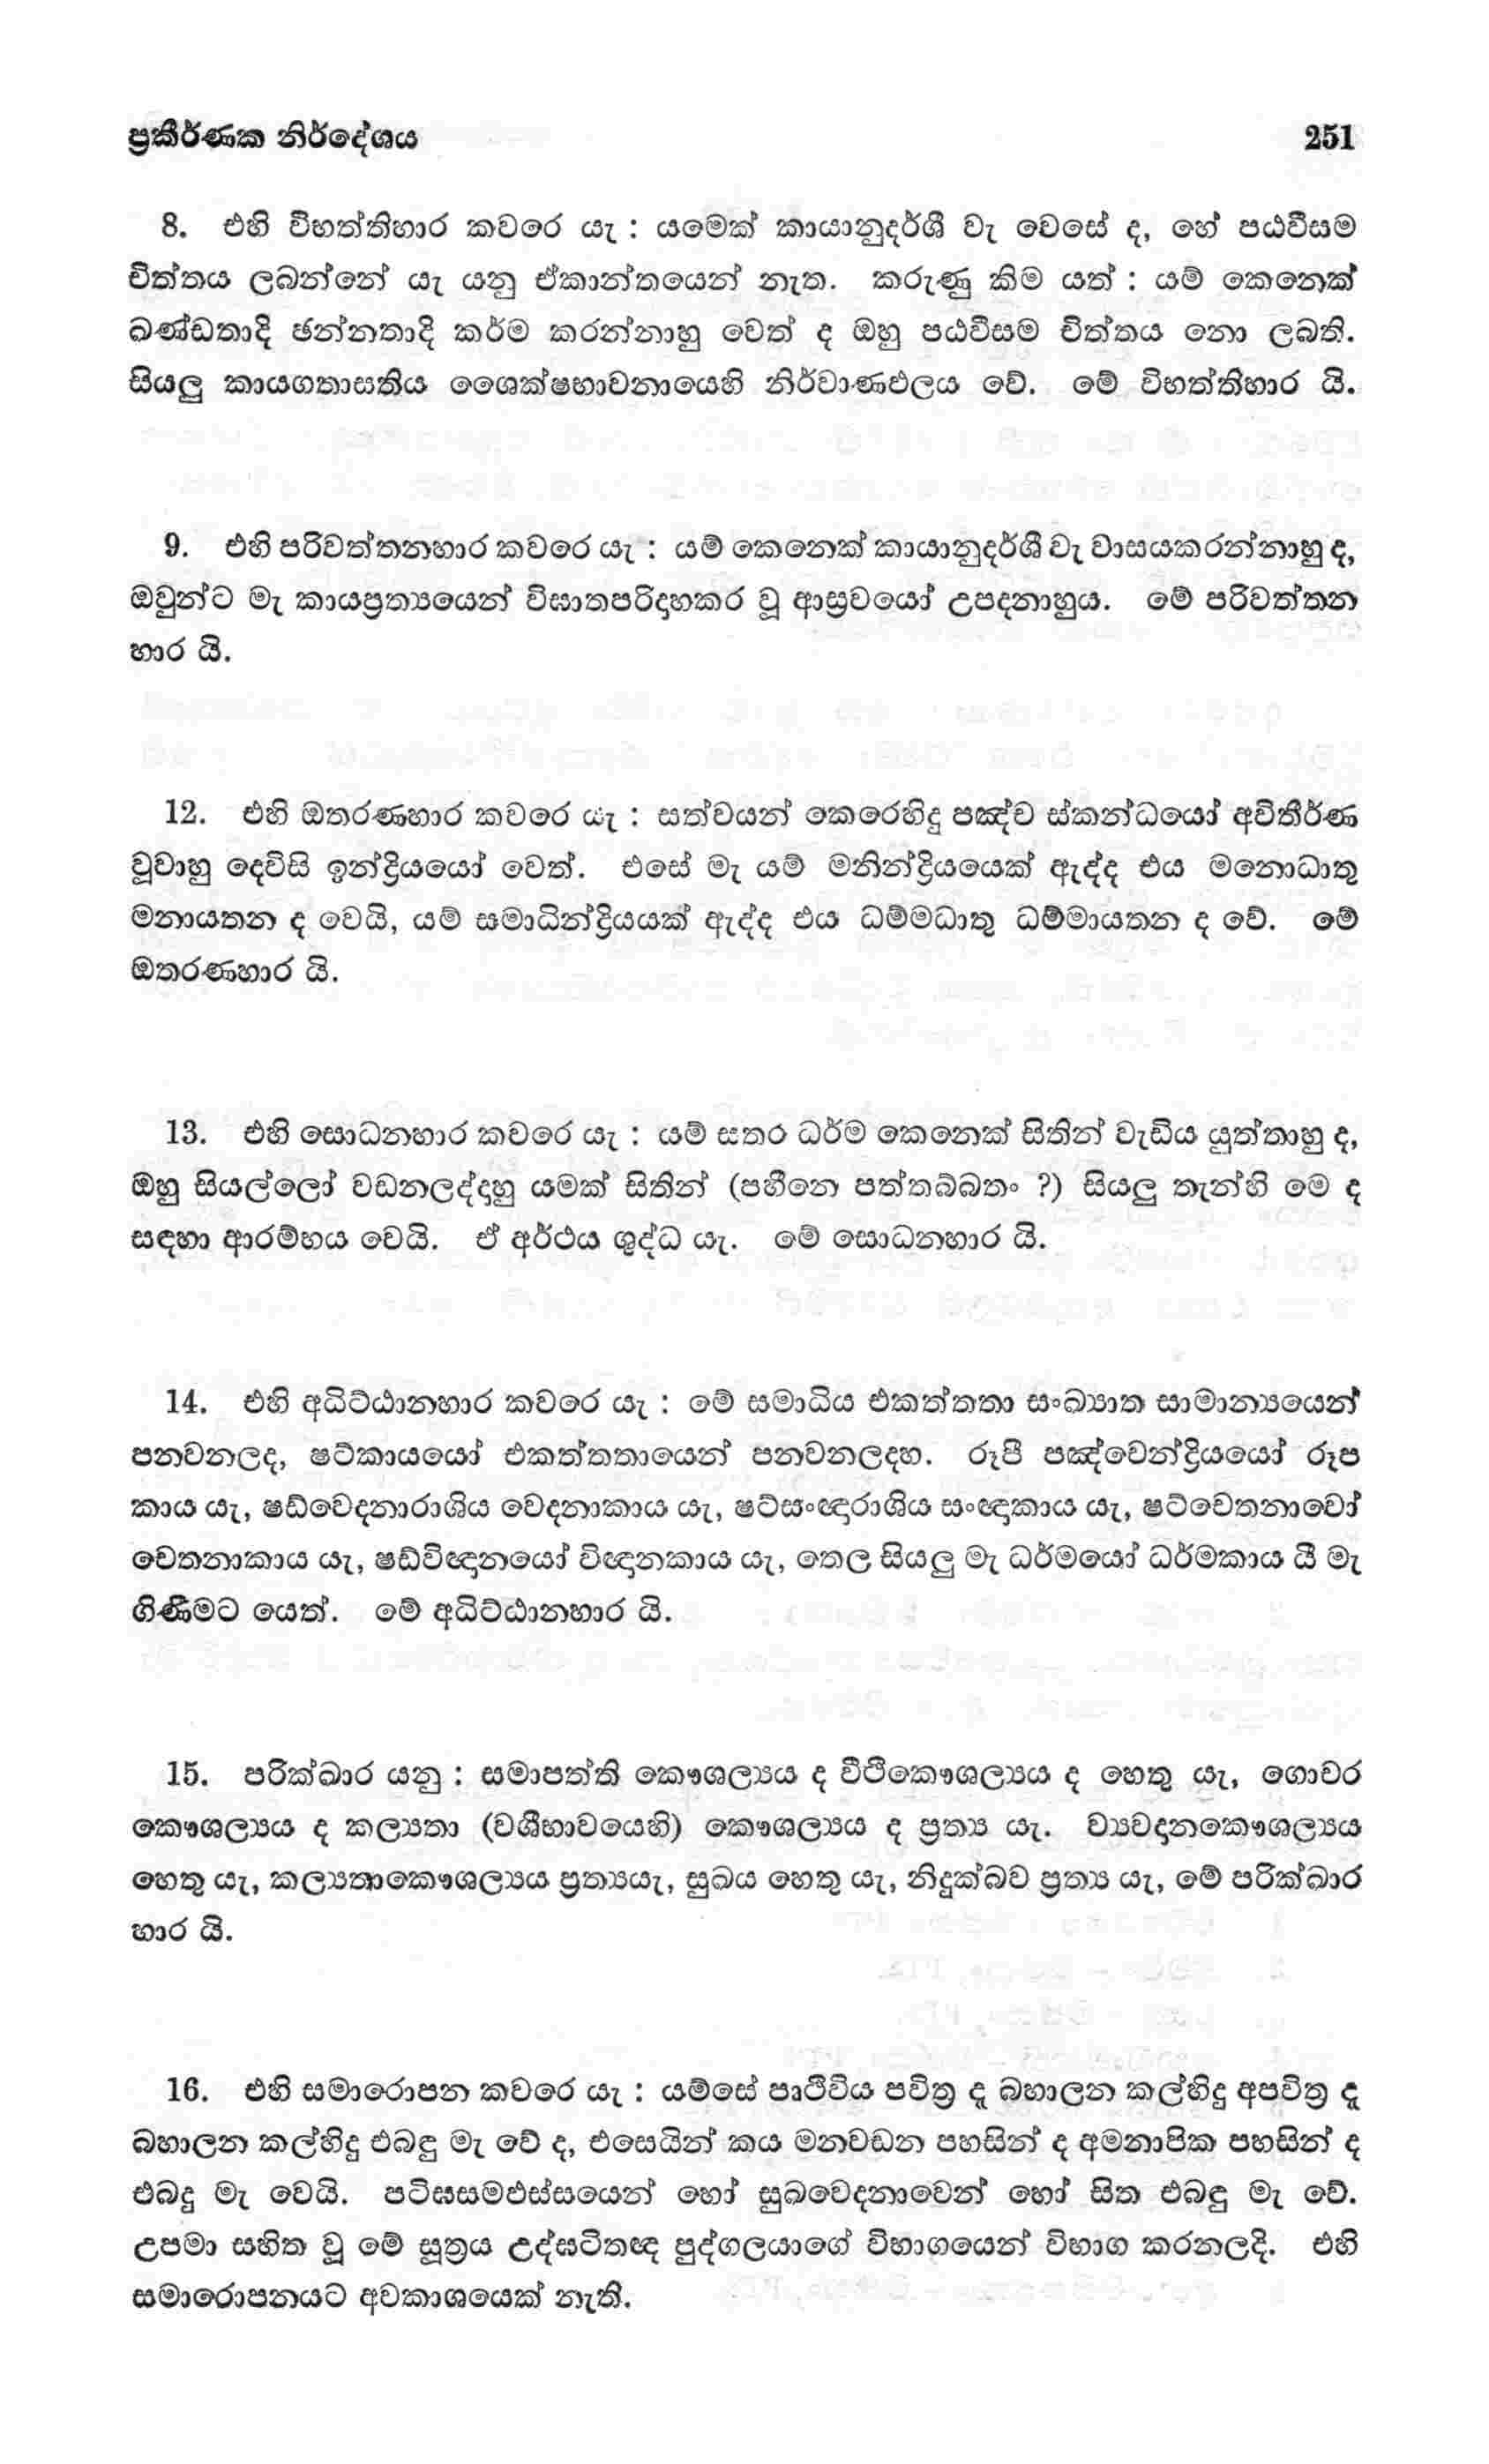 ප්‍රකීර්ණක නිර්දේශය 251
8. එහි විභත්තිහාර කවරෙ යැ : යමෙක් කායානුදර්ශී වැ වෙසේ ද, හේ පඨවීසම
චිත්තය ලබන්නේ යැ යනු ඒකාන්තයෙන් නැත. කරුණු කිම යත් : යම් කෙනෙක්
ඛණ්ඩතාදි ඡන්නතාදි කර්ම කරන්නාහු වෙත් ද ඔහු පඨවීසම චිත්තය නො ලබති.
සියලු කායගතාසතිය ශෛක්ෂභාවනායෙහි නිර්වාණඵලය වේ. මේ විභත්තිහාර යි.
9. එහි පරිවත්තනහාර කවරෙ යැ : යම් කෙනෙක් කායානුදර්ශී වැ වාසයකරන්නාහු ද,
ඔවුන්ට මැ කායප්‍රත්‍යයෙන් විඝාතපරිදාහකර වූ ආස්‍රවයෝ උපදනාහුය. මේ පරිවත්තන
හාර යි.
12. එහි ඔතරණහාර කවරෙ යැ : සත්වයන් කෙරෙහිදු පඤ්ච ස්කන්ධයෝ අවිතීර්ණ
වූවාහු දෙවිසි ඉන්ද්‍රියයෝ වෙත්. එසේ මැ යම් මනින්ද්‍රියයෙක් ඇද්ද එය මනොධාතු
මනායතන ද වෙයි, යම් සමාධින්ද්‍රියයක් ඇද්ද එය ධම්මධාතු ධම්මායතන ද වේ. මේ
ඔතරණහාර යි.
13. එහි සොධනහාර කවරෙ යැ : යම් සතර ධර්ම කෙනෙක් සිතින් වැඩිය යුත්තාහු ද,
ඔහු සියල්ලෝ වඩනලද්දාහු යමක් සිතින් (පහීනෙ පත්තබ්බතං ?) සියලු තැන්හි මෙ ද
සඳහා ආරම්භය වෙයි. ඒ අර්ථය ශුද්ධ යැ. මේ සොධනහාර යි.
14. එහි අධිට්ඨානහාර කවරෙ යැ : මේ සමාධිය එකත්තතා සංඛ්‍යාත සාමාන්‍යයෙන්
පනවනලද, ෂට්කායයෝ එකත්තතායෙන් පනවනලදහ. රූපී පඤ්චෙන්ද්‍රියයෝ රූප
කාය යැ, ෂඩ්වෙදනාරාශිය වෙදනාකාය යැ, ෂට්සංඥාරාශිය සංඥාකාය යැ, ෂට්චෙතනාවෝ
චෙතනාකාය යැ, ෂඩ්විඥානයෝ විඥානකාය යැ, තෙල සියලු මැ ධර්මයෝ ධර්මකාය යී මැ
ගිණීමට යෙත්. මේ අධිට්ඨානහාර යි.
15. පරික්ඛාර යනු : සමාපත්ති කෞශල්‍යය ද වීථිකෞශල්‍යය ද හෙතු යැ, ගොචර
කෞශල්‍යය ද කල්‍යතා (වශීභාවයෙහි) කෞශල්‍යය ද ප්‍රත්‍ය යැ. ව්‍යවදානකෞශල්‍යය
හෙතු යැ, කල්‍යතාකෞශල්‍යය ප්‍රත්‍යයැ, සුඛය හෙතු යැ, නිදුක්බව ප්‍රත්‍ය යැ, මේ පරික්ඛාර
හාර යි.
16. එහි සමාරොපන කවරෙ යැ : යම්සේ පෘථිවිය පවිත්‍ර දෑ බහාලන කල්හිදු අපවිත්‍ර දෑ
බහාලන කල්හිදු එබඳු මැ වේ ද, එසෙයින් කය මනවඩන පහසින් ද අමනාපික පහසින් ද
එබදු මැ වෙයි. පටිඝසමඵස්සයෙන් හෝ සුඛවෙදනාවෙන් හෝ සිත එබඳු මැ වේ.
උපමා සහිත වූ මේ සූත්‍රය උද්ඝටිතඥ පුද්ගලයාගේ විභාගයෙන් විභාග කරනලදි. එහි
සමාරොපනයට අවකාශයෙක් නැති.